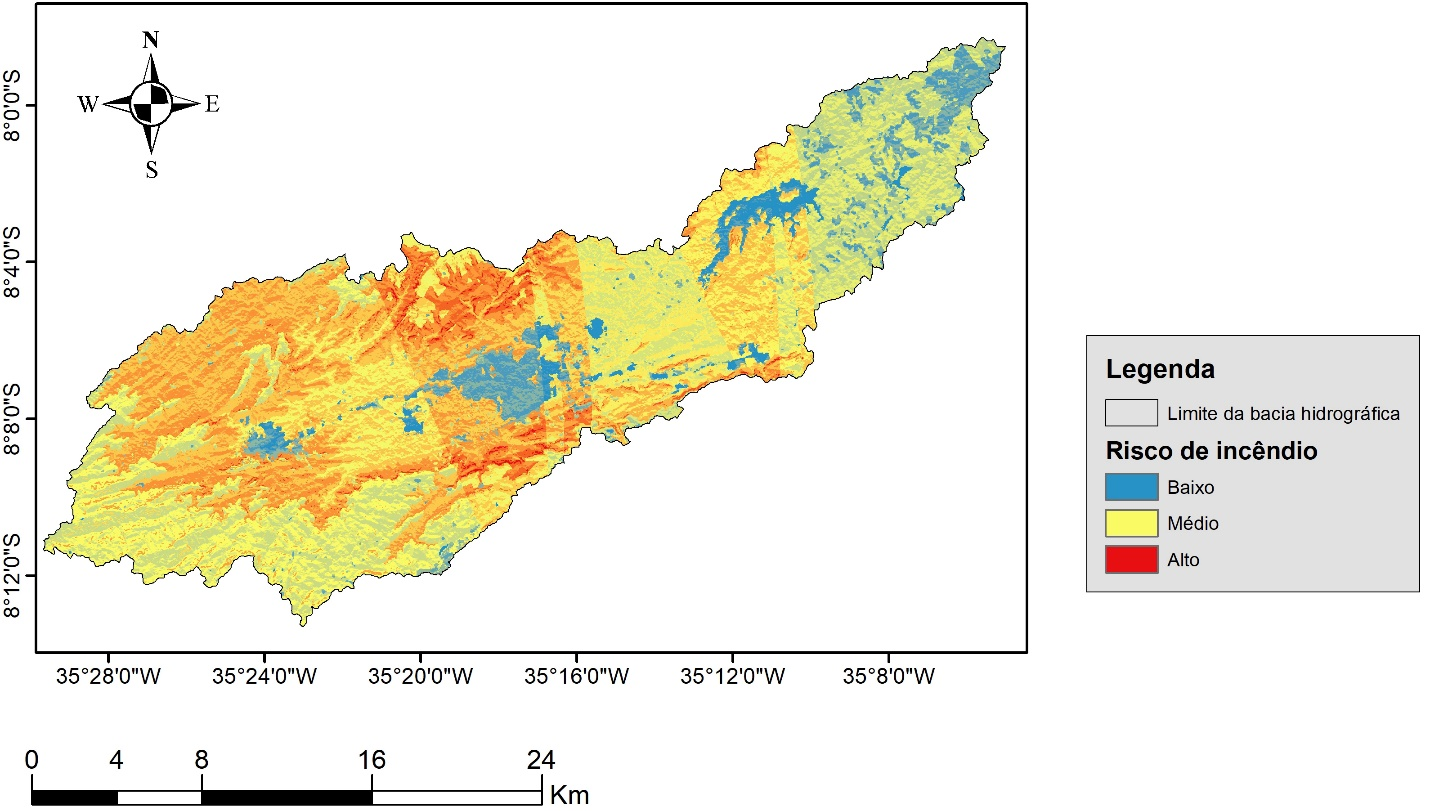 N
W E
S
8°0'0"S
8°4'0"S
8°8'0"S
8°12'0"S
35°28'0"W 35°24'0"W 35°20'0"W 35°16'0"W 35°12'0"W 35°8'0"W
Legenda
Limite da bacia hidrográfica
Risco de incêndio
Baixo
Médio
Alto
0 4 8 16 24
Km